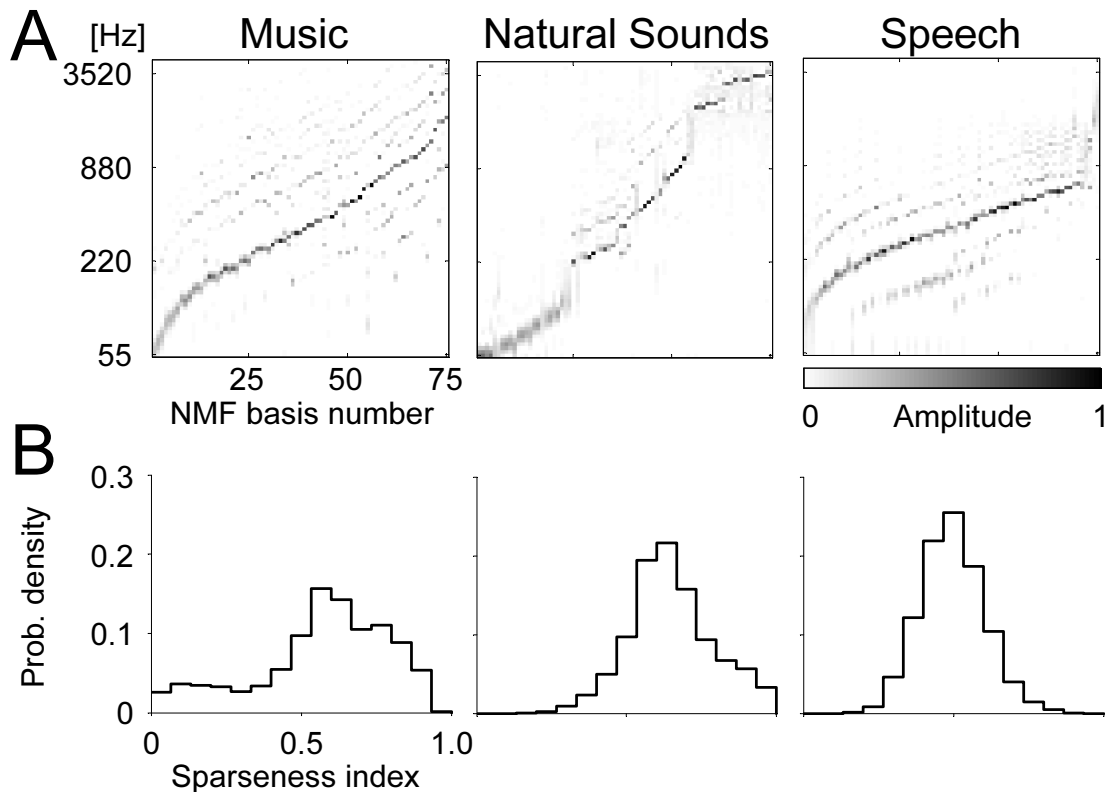 A
[Hz]
Music
Natural Sounds
Speech
3520
880
220
55
25
50
75
NMF basis number
0
Amplitude
1
B
Prob. density
0.3
0.2
0.1
0
0
0.5
1.0
Sparseness index